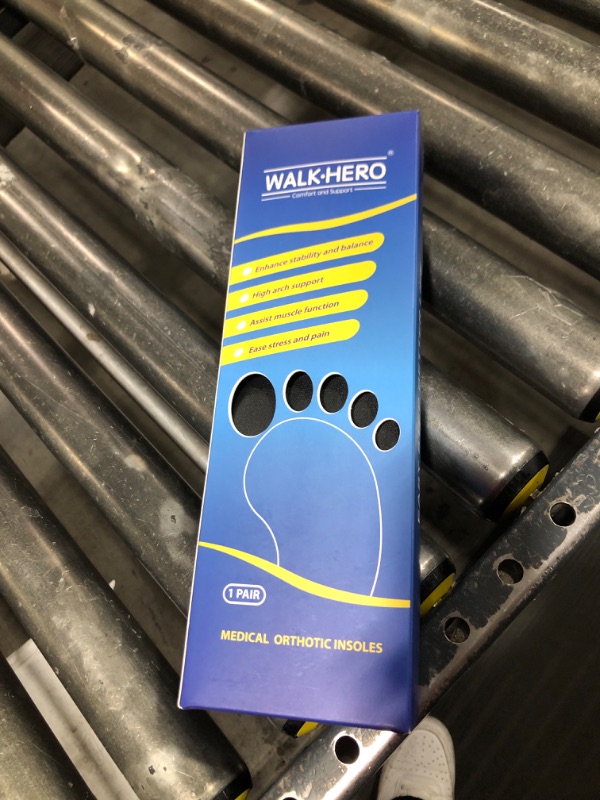 WALK·HERO®
Comfort and Support
Enhance stability and balance
High arch support
Assist muscle function
Ease stress and pain
1 PAIR
MEDICAL ORTHOTIC INSOLES